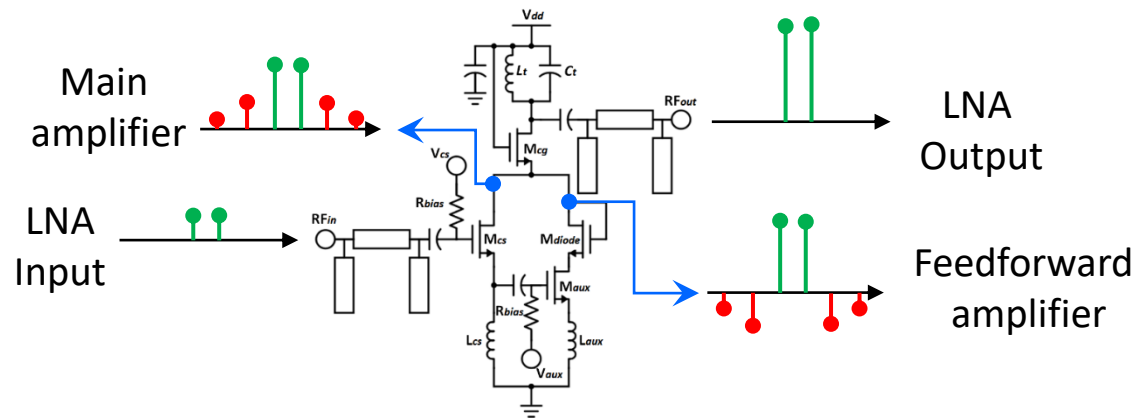 Main
amplifier
LNA
Input
Vdd
Lt
Ct
RFout
Mcg
Vcs
Rbias
RFin
Mcs
Mdiode
Maux
Rbias
Lcs
Laux
Vaux
LNA
Output
Feedforward
amplifier